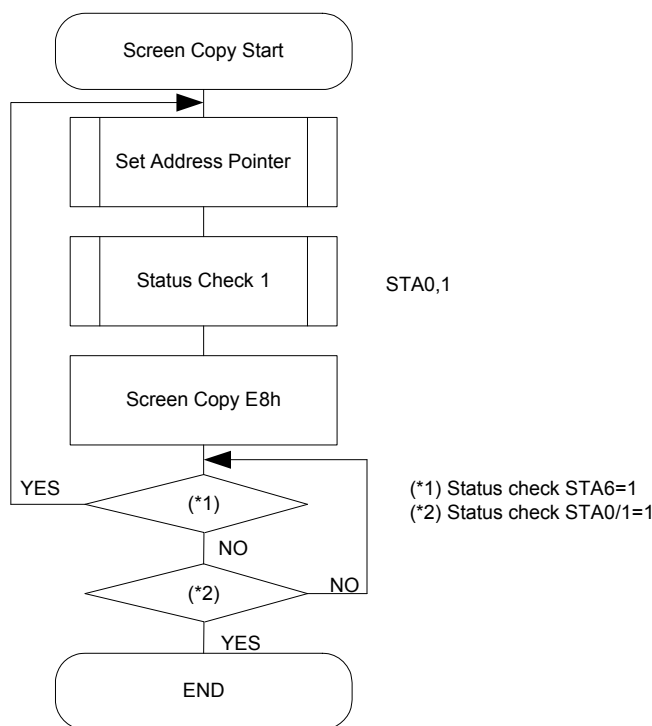 Screen Copy Start
Set Address Pointer
Status Check 1
STA0,1
Screen Copy E8h
YES
(*1)
(*1) Status check STA6=1
(*2) Status check STA0/1=1
NO
(*2)
NO
YES
END